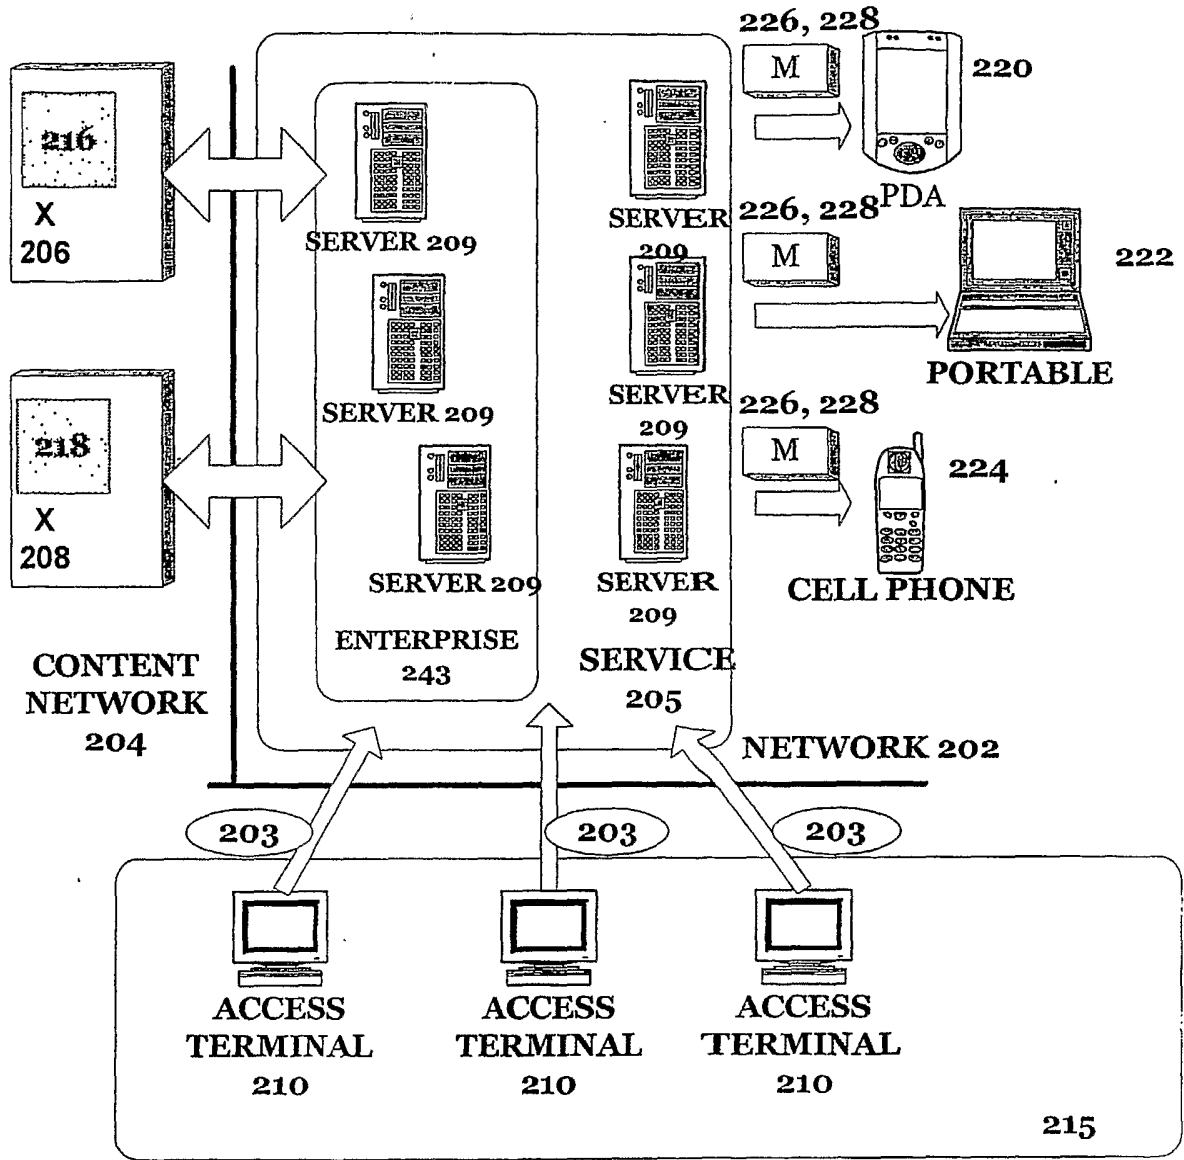 216
X
206
218
X
208
CONTENT
NETWORK
204
SERVER 209
SERVER 209
SERVER 209
ENTERPRISE
243
SERVER
209
SERVER
209
SERVER
209
SERVICE
205
226, 228
M
220
PDA
226, 228
M
222
PORTABLE
226, 228
M
224
CELL PHONE
NETWORK 202
203
203
203
ACCESS
TERMINAL
210
ACCESS
TERMINAL
210
ACCESS
TERMINAL
210
215